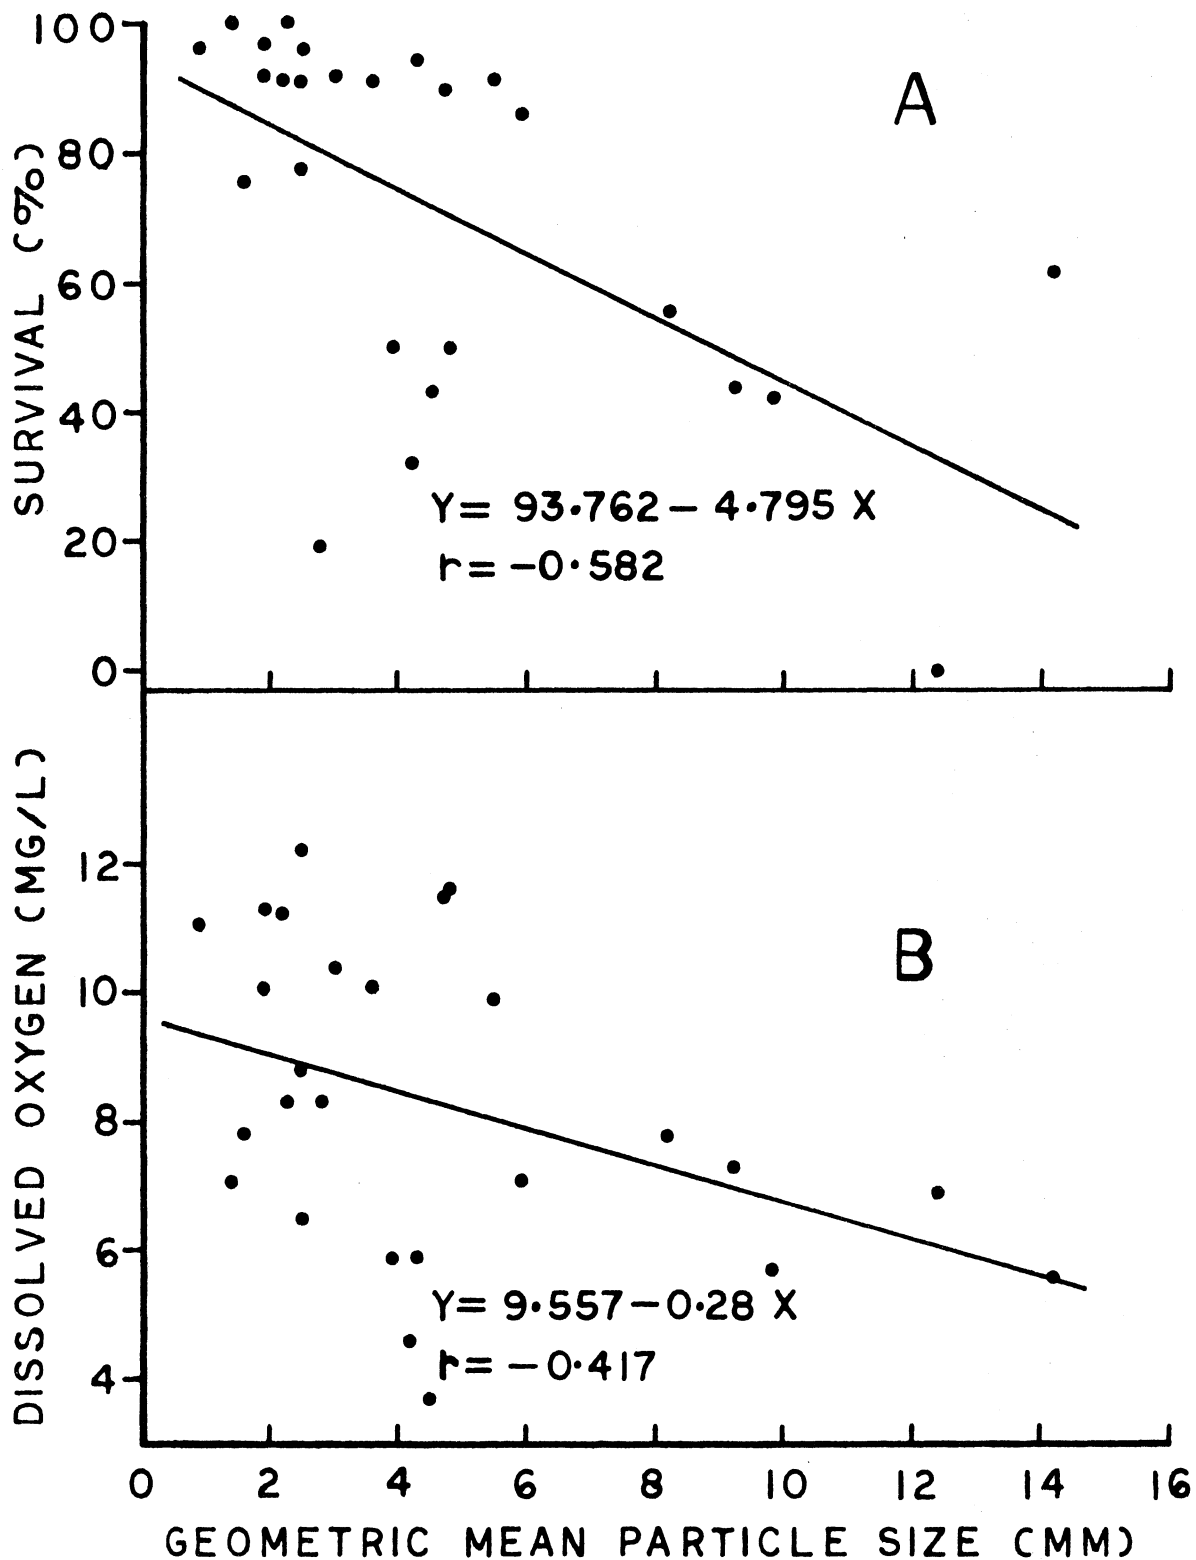 100
80
60
40
20
0
SURVIVAL (%)
A
Y= 93.762- 4.795 X
r= -0.582
12
10
8
6
4
DISSOLVED OXYGEN (MG/L)
B
Y= 9.557-0.28 X
r= -0.417
0 2 4 6 8 10 12 14 16
GEOMETRIC MEAN PARTICLE SIZE (MM)